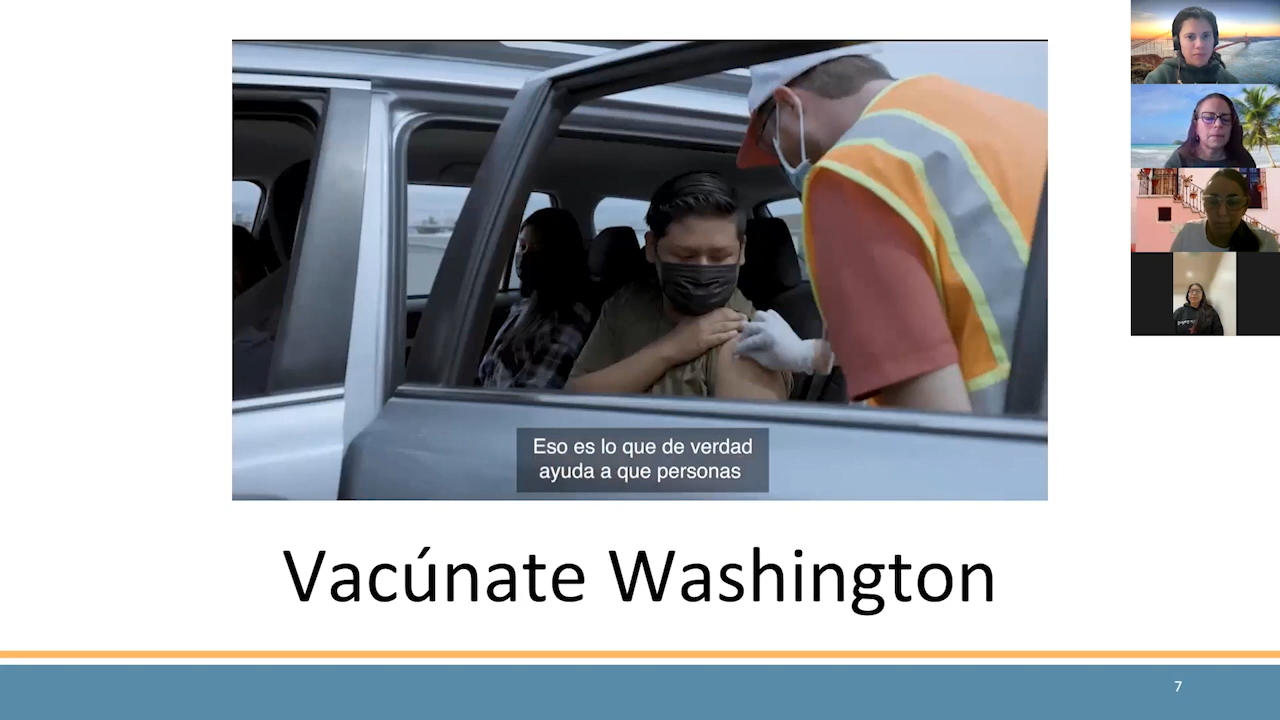 Eso es lo que de verdad
ayuda a que personas
Vacúnate Washington
7